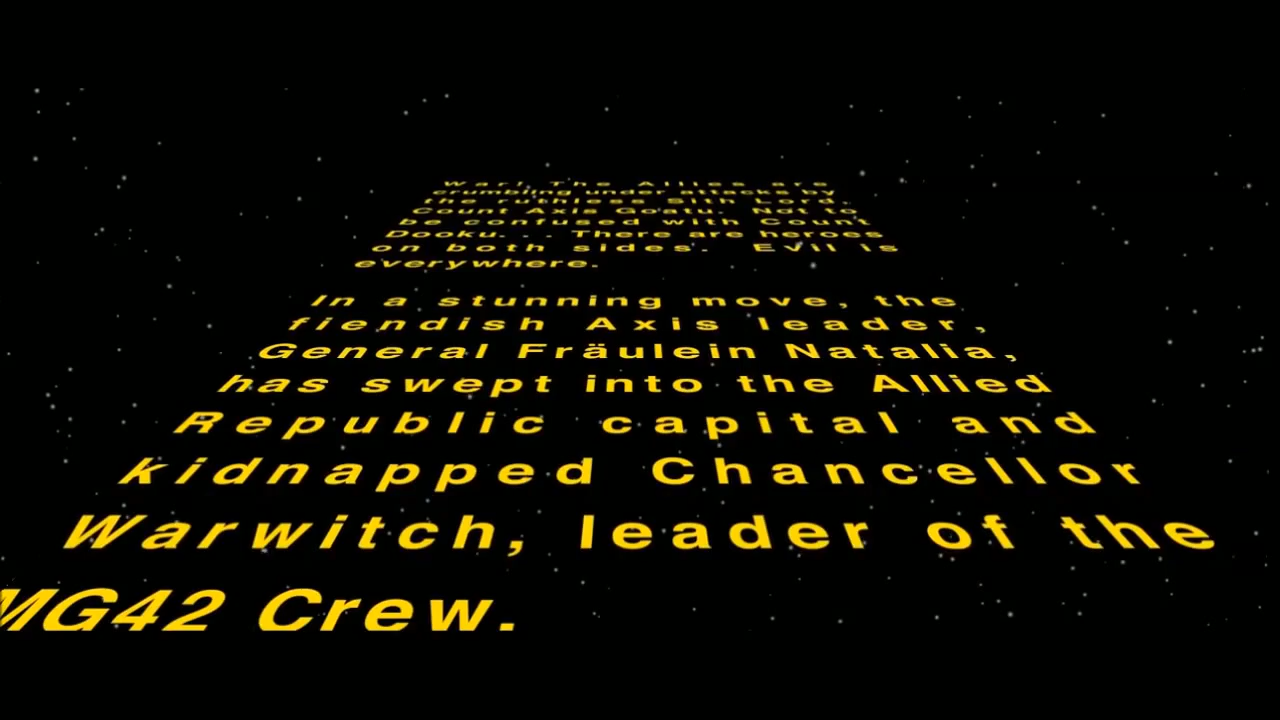 War! The Allies are
crumbling under attacks by
the ruthless Sith Lord,
Count Axis Goatu. Not to
be confused with Count
Dooku. . . There are heroes
on both sides. Evil is
everywhere.
In a stunning move, the
fiendish Axis leader,
General Fräulein Natalia,
has swept into the Allied
Republic capital and
kidnapped Chancellor
Warwitch, leader of the
MG42 Crew.